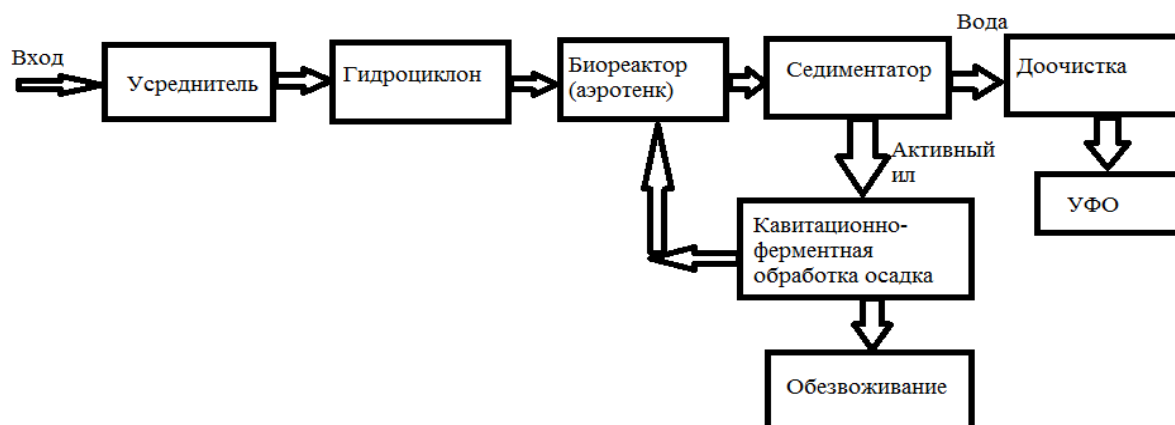 Вход
Усреднитель
Гидроциклон
Биореактор
(аэротенк)
Седиментатор
Вода
Доочистка
Активный
ил
УФО
Кавитационно-
ферментная
обработка осадка
Обезвоживание